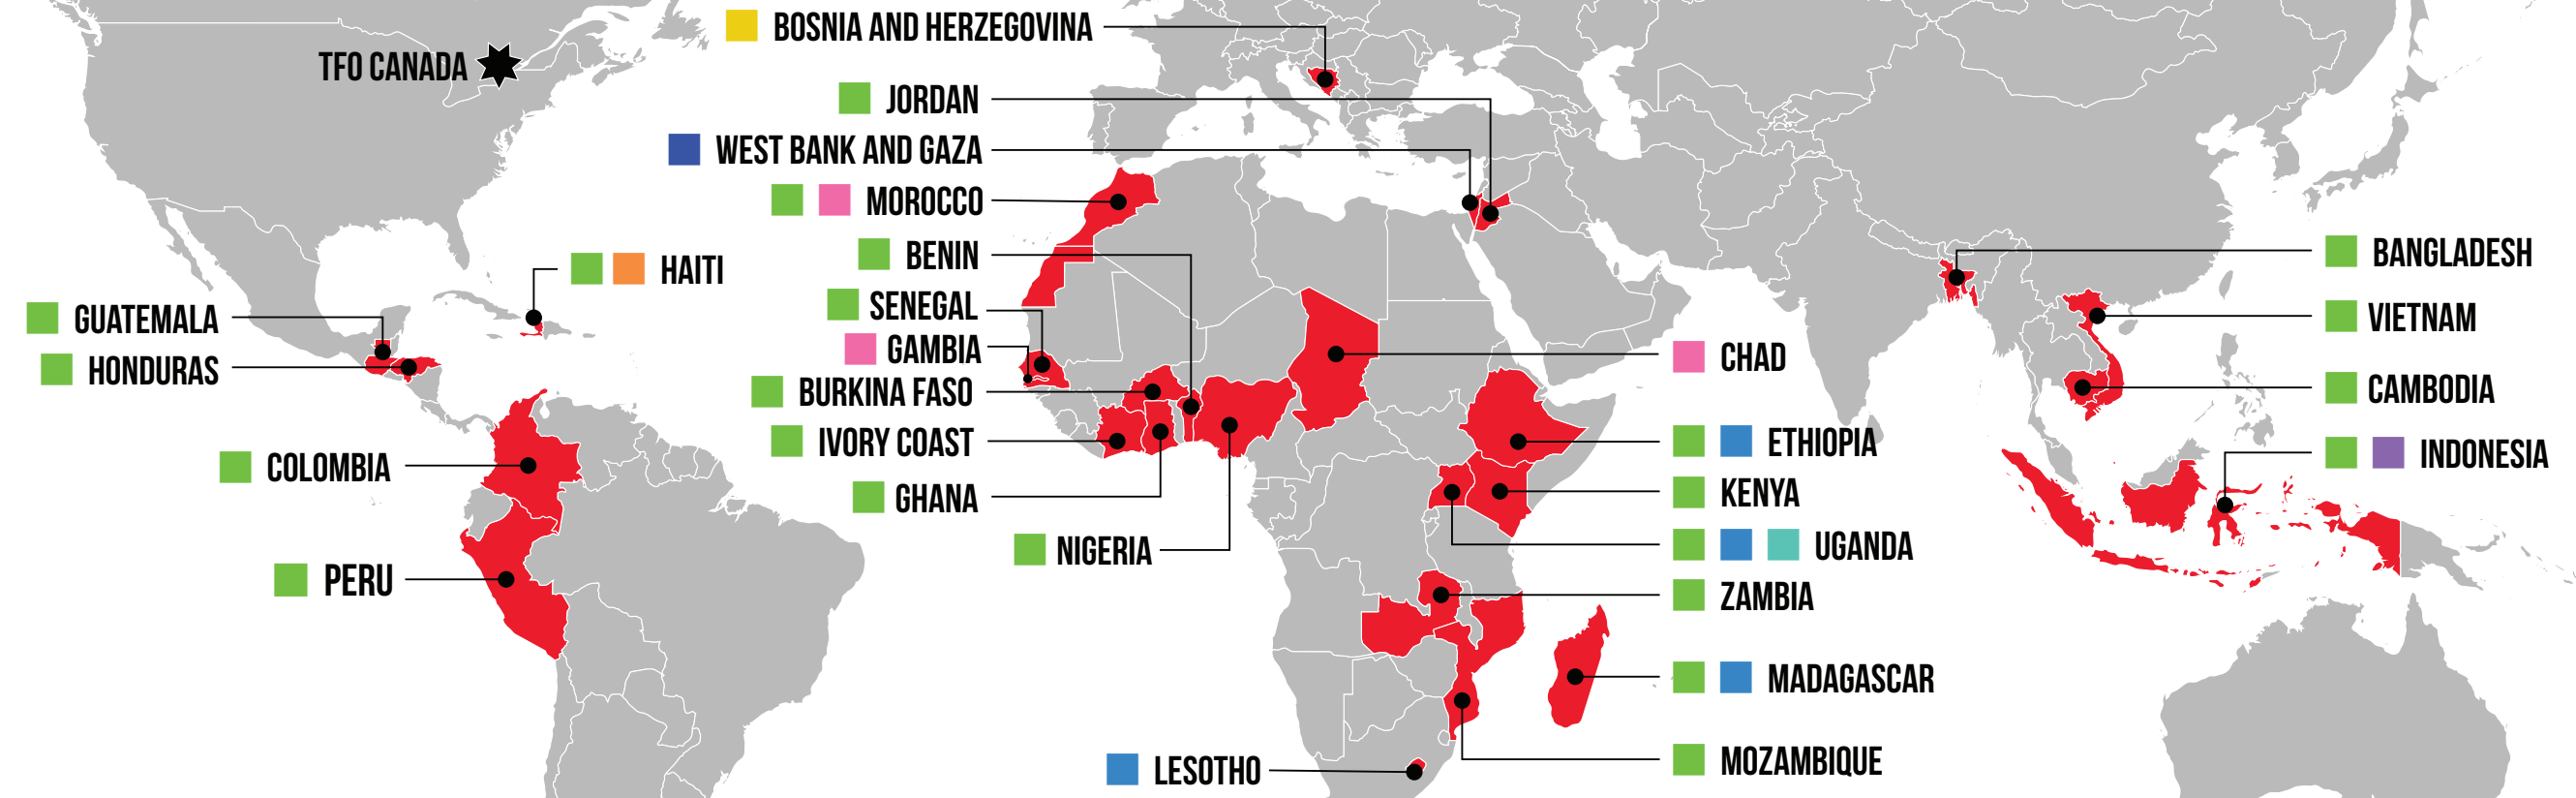 BOSNIA AND HERZEGOVINA
TFO CANADA
JORDAN
WEST BANK AND GAZA
MOROCCO
BENIN
HAITI
SENEGAL
GUATEMALA
GAMBIA
HONDURAS
BURKINA FASO
IVORY COAST
COLOMBIA
GHANA
NIGERIA
PERU
LESOTHO
CHAD
ETHIOPIA
KENYA
UGANDA
ZAMBIA
MADAGASCAR
MOZAMBIQUE
BANGLADESH
VIETNAM
CAMBODIA
INDONESIA